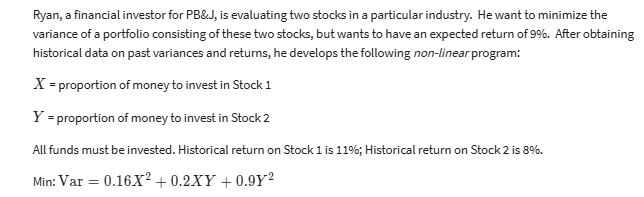 Ryan, a financial investor for PB&J, is evaluating two stocks in a particular industry.  He want to minimize the
variance of a portfolio consisting of these two stocks, but wants to have an expected return of 9%.  After obtaining
historical data on past variances and returns, he develops the following non-linear program:
X = proportion of money to invest in Stock 1
Y = proportion of money to invest in Stock 2
All funds must be invested. Historical return on Stock 1 is 11%; Historical return on Stock 2 is 8%.
Min: Var = 0.16X² + 0.2XY + 0.9Y²